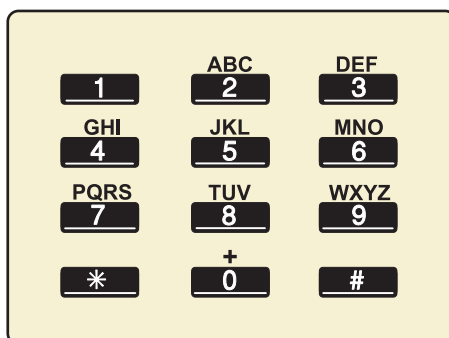 ABC DEF
1 2 3
GHI JKL MNO
4 5 6
PQRS TUV WXYZ
7 8 9
+
* 0 #